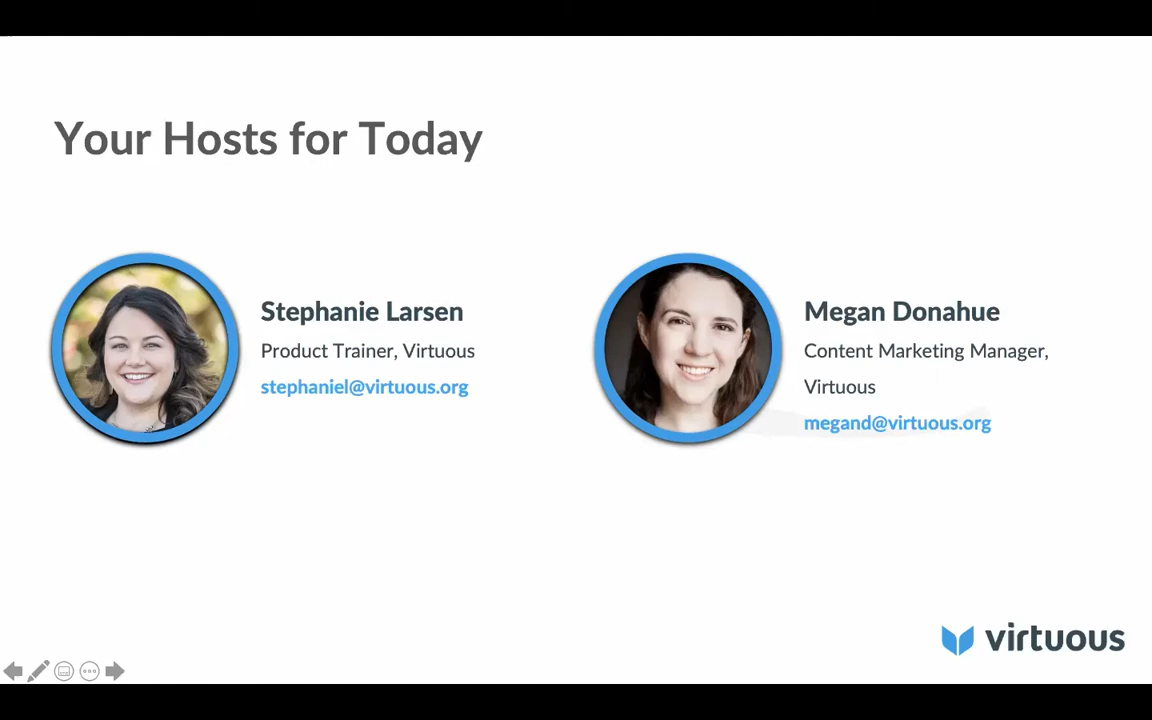 Your Hosts for Today
Stephanie Larsen
Product Trainer, Virtuous
stephaniel@virtuous.org
Megan Donahue
Content Marketing Manager,
Virtuous
megand@virtuous.org
virtuous